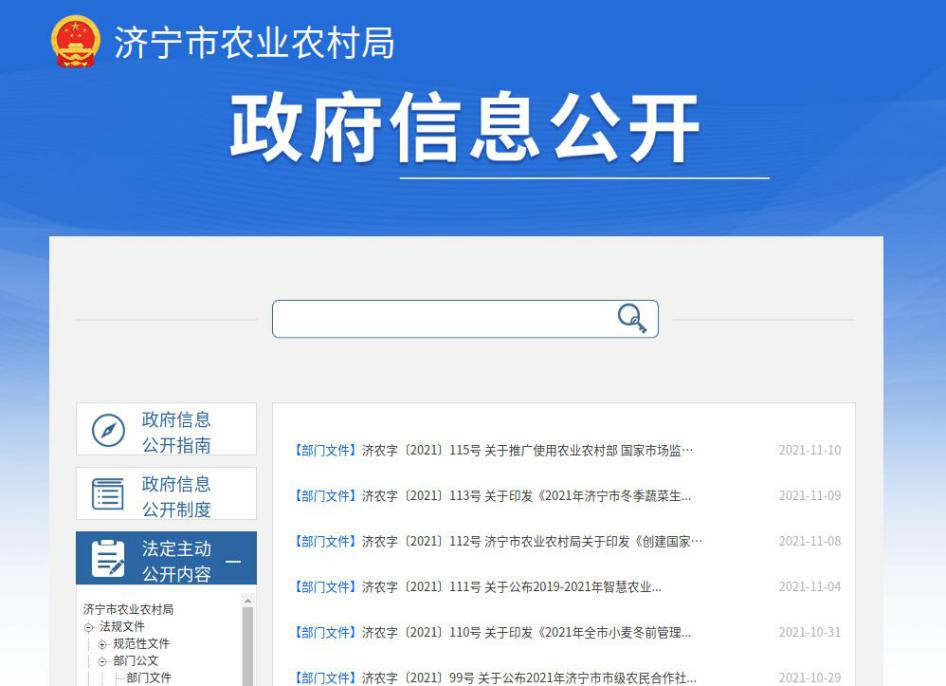 济宁市农业农村局
政府信息公开
政府信息
公开指南
政府信息
公开制度
法定主动
公开内容
济宁市农业农村局
法规文件
规范性文件
部门公文
部门文件
【部门文件】济农字〔2021〕115号 关于推广使用农业农村部 国家市场监… 2021-11-10
【部门文件】济农字〔2021〕113号 关于印发《2021年济宁市冬季蔬菜生... 2021-11-09
【部门文件】济农字〔2021〕112号 济宁市农业农村局关于印发《创建国家… 2021-11-08
【部门文件】济农字〔2021〕111号 关于公布2019-2021年智慧农业... 2021-11-04
【部门文件】济农字〔2021〕110号 关于印发《2021年全市小麦冬前管理... 2021-10-31
【部门文件】济农字〔2021〕99号 关于公布2021年济宁市市级农民合作社... 2021-10-29